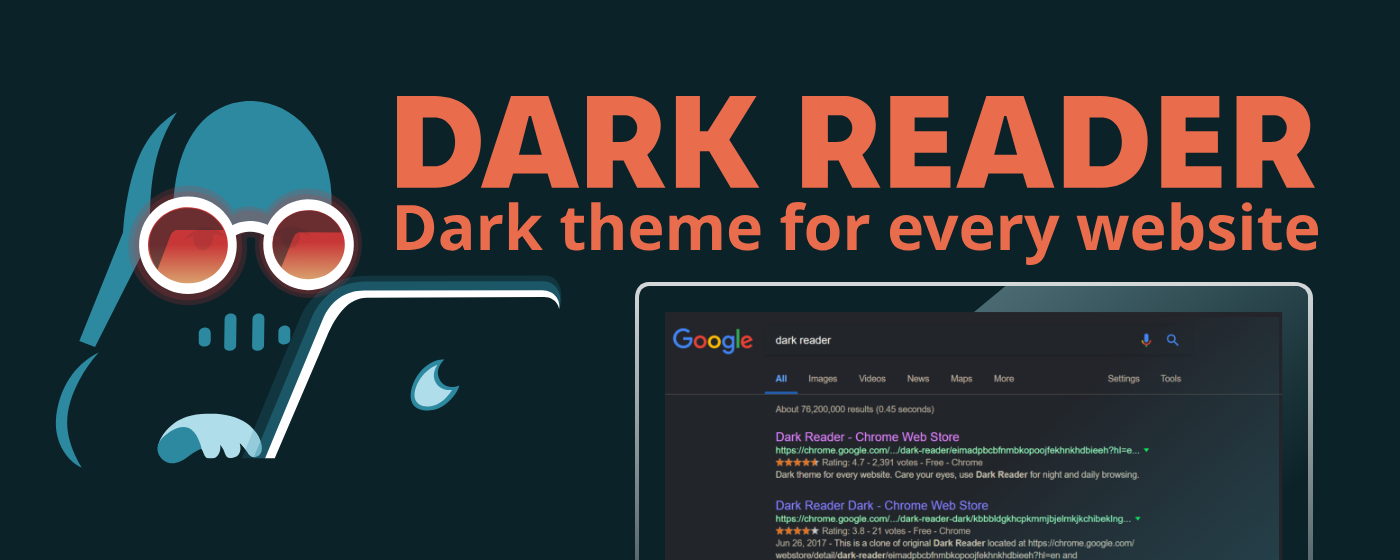 DARK READER
Dark theme for every website
Google
dark reader
All Images Videos News Maps More Settings Tools
About 76,200,000 results (0.45 seconds)
Dark Reader - Chrome Web Store
https://chrome.google.com/.../dark-reader/eimadpbcbfnmbkopoojfekhnkhdbieeh?hl=e...
Rating: 4.7 - 2,391 votes - Free - Chrome
Dark theme for every website. Care your eyes, use Dark Reader for night and daily browsing.
Dark Reader Dark - Chrome Web Store
https://chrome.google.com/.../dark-reader-dark/kbbbldgkhcpkmmjbjelmkjkchibeklng...
Rating: 3.8 - 21 votes - Free - Chrome
Jun 26, 2017 - This is a clone of original Dark Reader located at https://chrome.google.com/
webstore/detail/dark-reader/eimadpbcbfnmbkopoojfekhnkhdbieeh?hl=en and